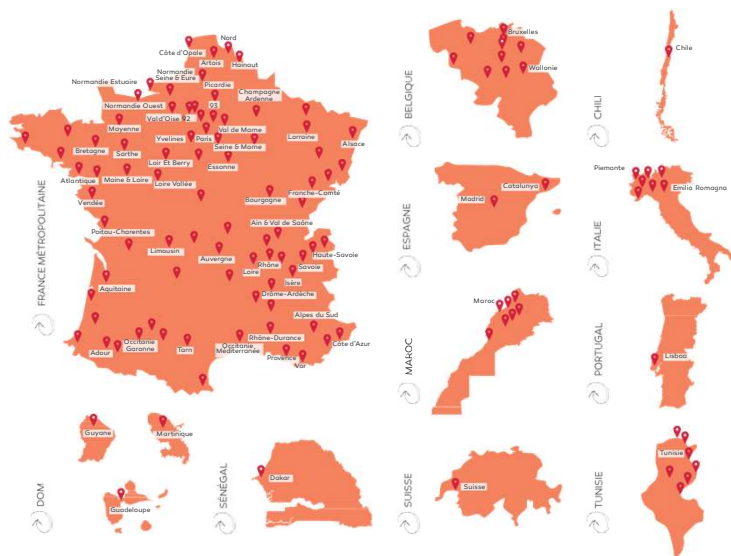 FRANCE MÉTROPOLITAINE
Nord
Côte d'Opale
Artois
Hainaut
Normandie Estuaire
Normandie
Seine & Eure
Picardie
Champagne
Ardenne
Normandie Ouest
93
Val d'Oise
92
Mayenne
Val de Marne
Lorraine
Yvelines
Paris
Alsace
Bretagne
Sarthe
Seine & Marne
Loir Et Berry
Essonne
Atlantique
Maine & Loire
Loire Vallée
Franche-Comté
Vendée
Bourgogne
Poitou-Charentes
Ain & Val de Saône
Limousin
Auvergne
Haute-Savoie
Rhône
Loire
Savoie
Aquitaine
Isère
Drôme-Ardèche
Alpes du Sud
Occitanie
Garonne
Rhône-Durance
Adour
Tarn
Occitanie
Méditerranée
Côte d'Azur
Provence
Var
BELGIQUE
Bruxelles
Wallonie
CHILI
Chile
ESPAGNE
Catalunya
Madrid
ITALIE
Piemonte
Emilia Romagna
MAROC
Maroc
PORTUGAL
Lisboa
DOM
Guyane
Martinique
Guadeloupe
SÉNÉGAL
Dakar
SUISSE
Suisse
TUNISIE
Tunisie